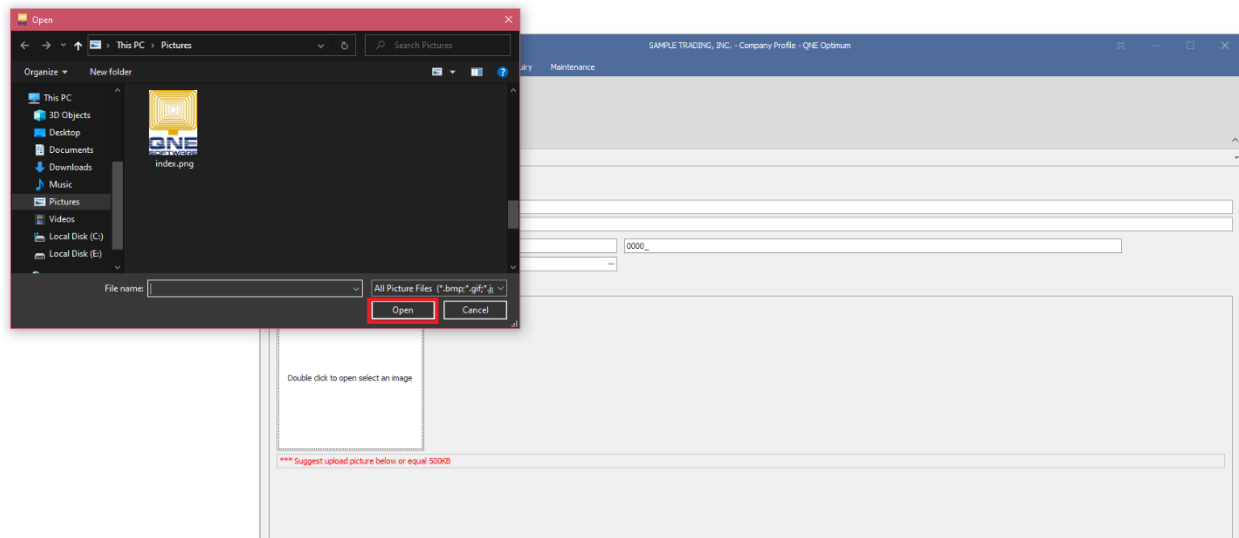 Open
This PC › Pictures
Search Pictures
SAMPLE TRADING, INC. - Company Profile - QNE Optimum
Organize
New folder
uiry
Maintenance
This PC
3D Objects
Desktop
Documents
Downloads
Music
Pictures
Videos
Local Disk (C:)
Local Disk (E:)
QNE
SOFTWARE
index.png
0000_
...
File name:
All Picture Files (*.bmp;*.gif;*.j
Open
Cancel
Double click to open select an image
*** Suggest upload picture below or equal 500KB